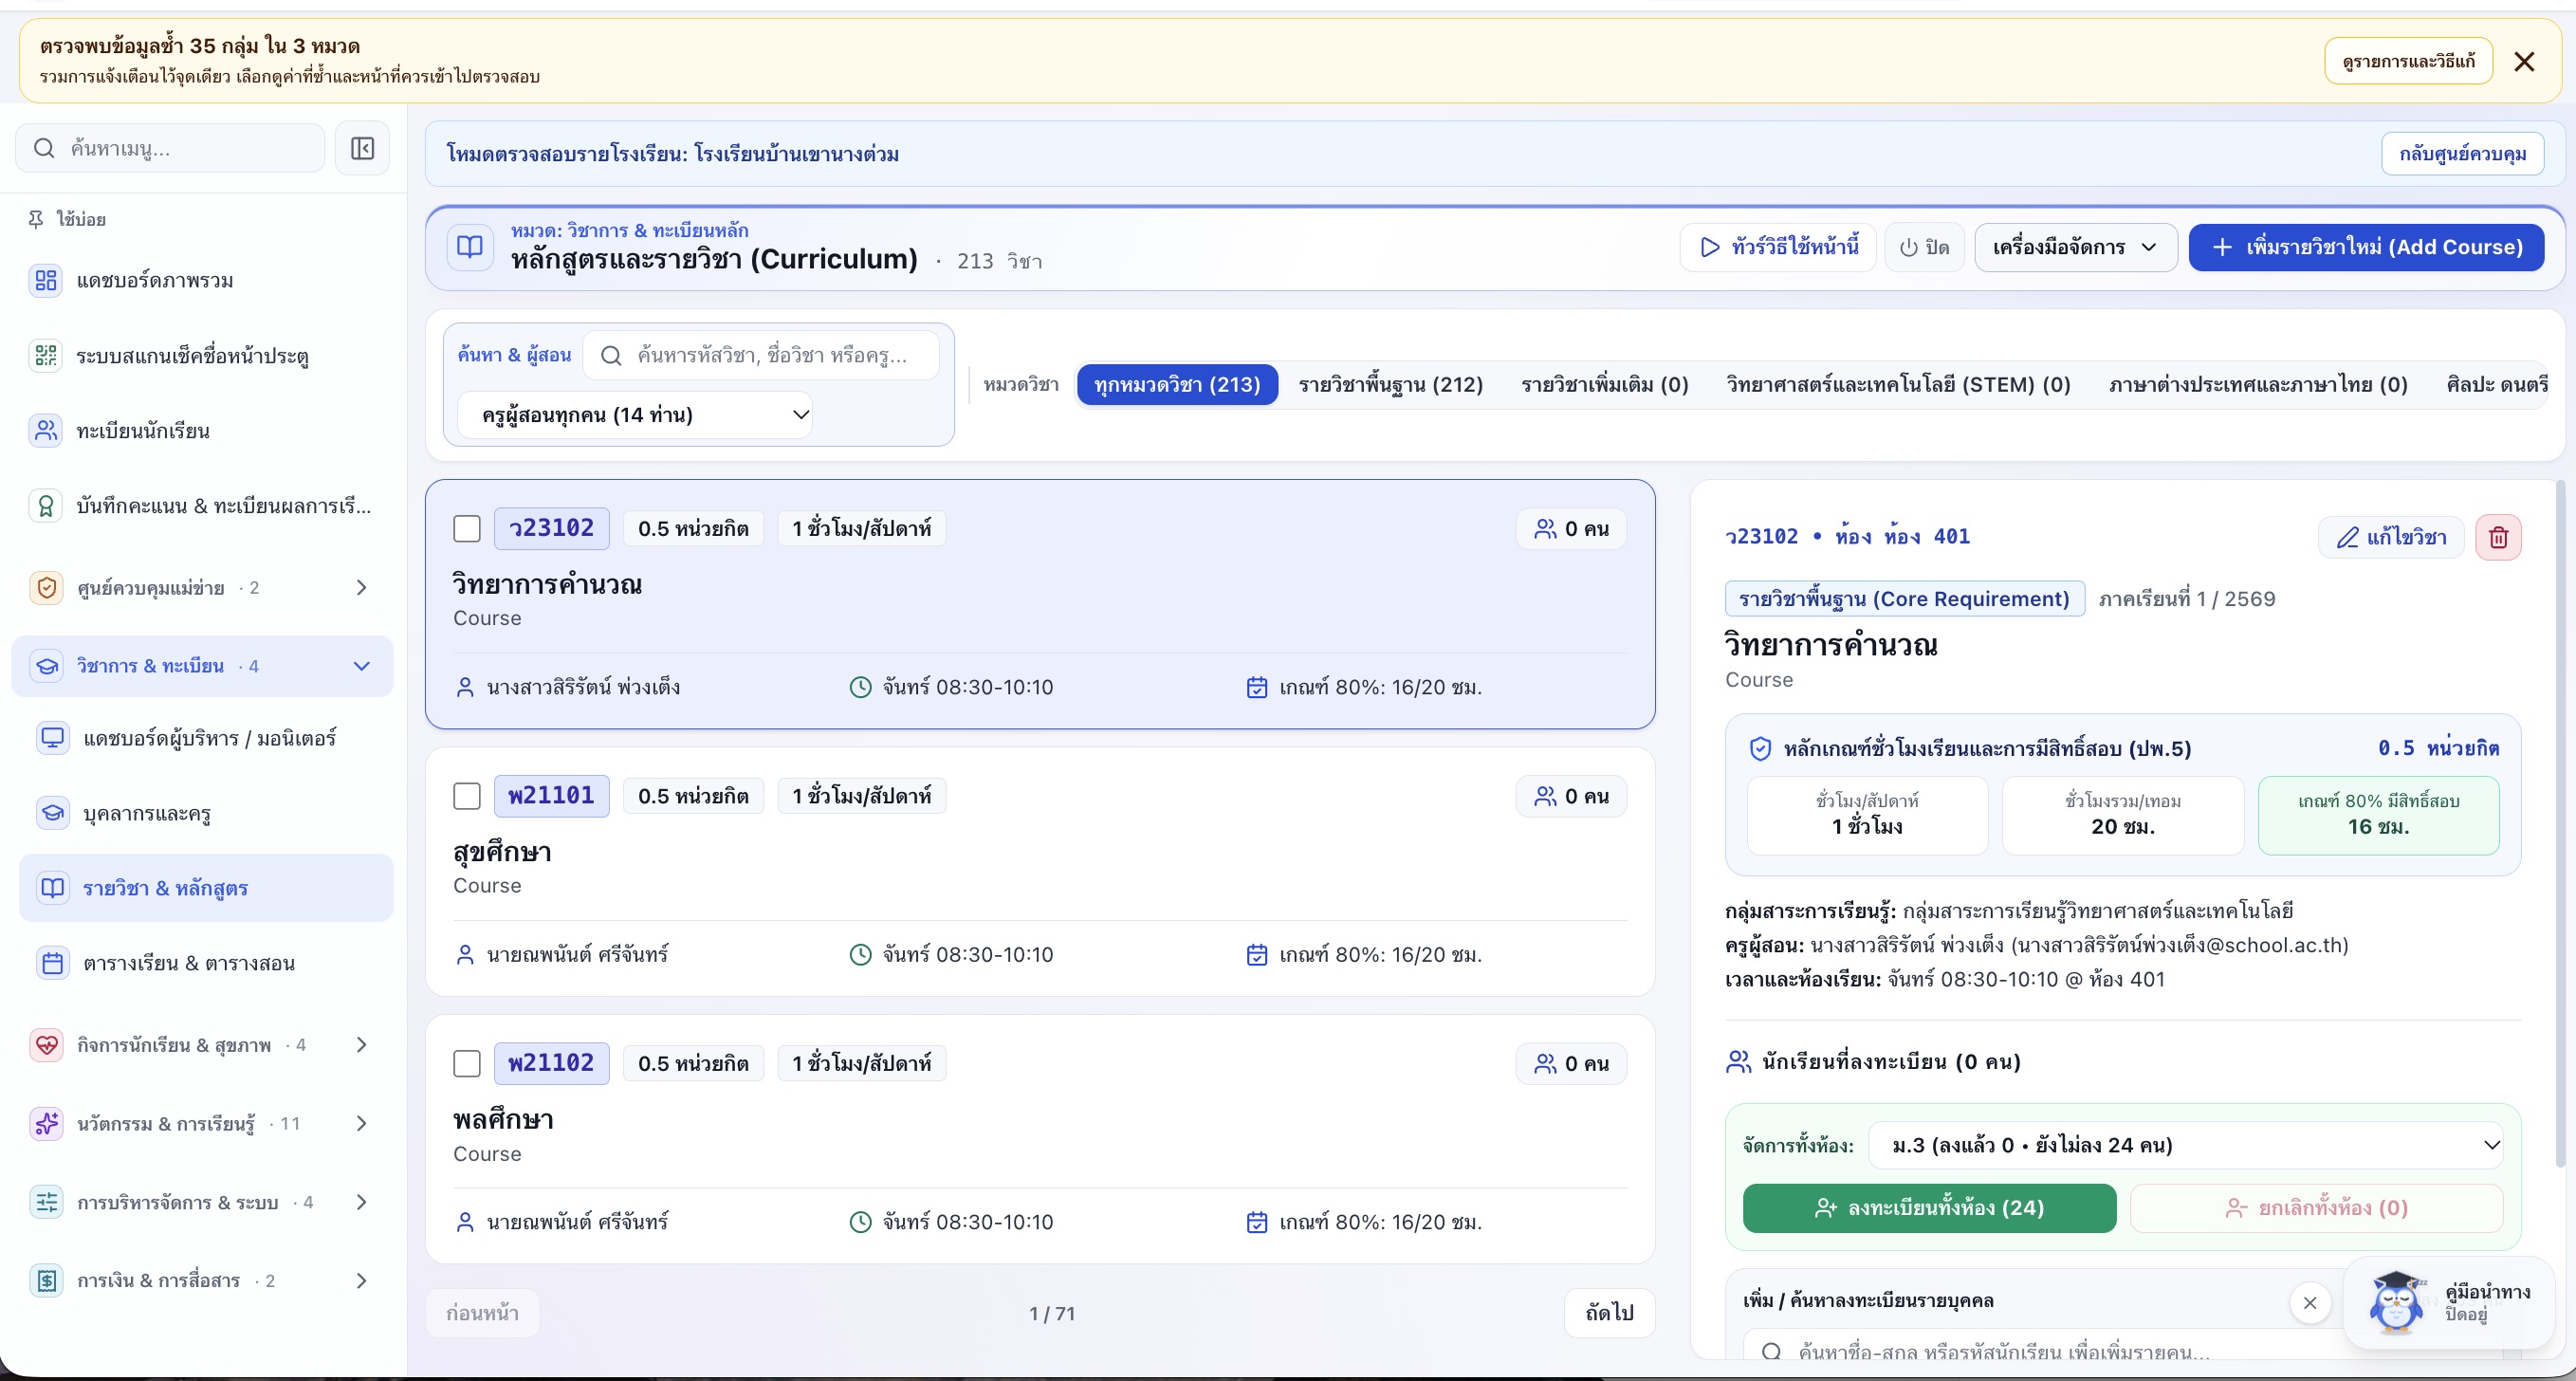 ตรวจพบข้อมูลซ้ำ 35 กลุ่ม ใน 3 หมวด
รวมการแจ้งเตือนไว้จุดเดียว เลือกดูค่าที่ซ้ำและหน้าที่ควรเข้าไปตรวจสอบ
ดูรายการและวิธีแก้
ค้นหาเมนู...
ใช้บ่อย
แดชบอร์ดภาพรวม
ระบบสแกนเช็คชื่อหน้าประตู
ทะเบียนนักเรียน
บันทึกคะแนน & ทะเบียนผลการเรี...
ศูนย์ควบคุมแม่ข่าย · 2
วิชาการ & ทะเบียน · 4
แดชบอร์ดผู้บริหาร / มอนิเตอร์
บุคลากรและครู
รายวิชา & หลักสูตร
ตารางเรียน & ตารางสอน
กิจการนักเรียน & สุขภาพ · 4
นวัตกรรม & การเรียนรู้ · 11
การบริหารจัดการ & ระบบ · 4
การเงิน & การสื่อสาร · 2
โหมดตรวจสอบรายโรงเรียน: โรงเรียนบ้านเขานางต่วม
กลับศูนย์ควบคุม
หมวด: วิชาการ & ทะเบียนหลัก
หลักสูตรและรายวิชา (Curriculum) · 213 วิชา
ทัวร์วิธีใช้หน้านี้
ปิด
เครื่องมือจัดการ
เพิ่มรายวิชาใหม่ (Add Course)
ค้นหา & ผู้สอน
ค้นหารหัสวิชา, ชื่อวิชา หรือครู...
ครูผู้สอนทุกคน (14 ท่าน)
หมวดวิชา
ทุกหมวดวิชา (213)
รายวิชาพื้นฐาน (212)
รายวิชาเพิ่มเติม (0)
วิทยาศาสตร์และเทคโนโลยี (STEM) (0)
ภาษาต่างประเทศและภาษาไทย (0)
ศิลปะ ดนตรี
ว23102 0.5 หน่วยกิต 1 ชั่วโมง/สัปดาห์ 0 คน
วิทยาการคำนวณ
Course
นางสาวสิริรัตน์ พ่วงเต็ง จันทร์ 08:30-10:10 เกณฑ์ 80%: 16/20 ชม.
พ21101 0.5 หน่วยกิต 1 ชั่วโมง/สัปดาห์ 0 คน
สุขศึกษา
Course
นายณพนันต์ ศรีจันทร์ จันทร์ 08:30-10:10 เกณฑ์ 80%: 16/20 ชม.
พ21102 0.5 หน่วยกิต 1 ชั่วโมง/สัปดาห์ 0 คน
พลศึกษา
Course
นายณพนันต์ ศรีจันทร์ จันทร์ 08:30-10:10 เกณฑ์ 80%: 16/20 ชม.
ก่อนหน้า 1 / 71 ถัดไป
ว23102 • ห้อง ห้อง 401
แก้ไขวิชา
รายวิชาพื้นฐาน (Core Requirement) ภาคเรียนที่ 1 / 2569
วิทยาการคำนวณ
Course
หลักเกณฑ์ชั่วโมงเรียนและการมีสิทธิ์สอบ (ปพ.5) 0.5 หน่วยกิต
ชั่วโมง/สัปดาห์
1 ชั่วโมง
ชั่วโมงรวม/เทอม
20 ชม.
เกณฑ์ 80% มีสิทธิ์สอบ
16 ชม.
กลุ่มสาระการเรียนรู้: กลุ่มสาระการเรียนรู้วิทยาศาสตร์และเทคโนโลยี
ครูผู้สอน: นางสาวสิริรัตน์ พ่วงเต็ง (นางสาวสิริรัตน์พ่วงเต็ง@school.ac.th)
เวลาและห้องเรียน: จันทร์ 08:30-10:10 @ ห้อง 401
นักเรียนที่ลงทะเบียน (0 คน)
จัดการทั้งห้อง: ม.3 (ลงแล้ว 0 • ยังไม่ลง 24 คน)
ลงทะเบียนทั้งห้อง (24)
ยกเลิกทั้งห้อง (0)
เพิ่ม / ค้นหาลงทะเบียนรายบุคคล
ค้นหาชื่อ-สกุล หรือรหัสนักเรียน เพื่อเพิ่มรายคน...
คู่มือนำทาง
ปิดอยู่